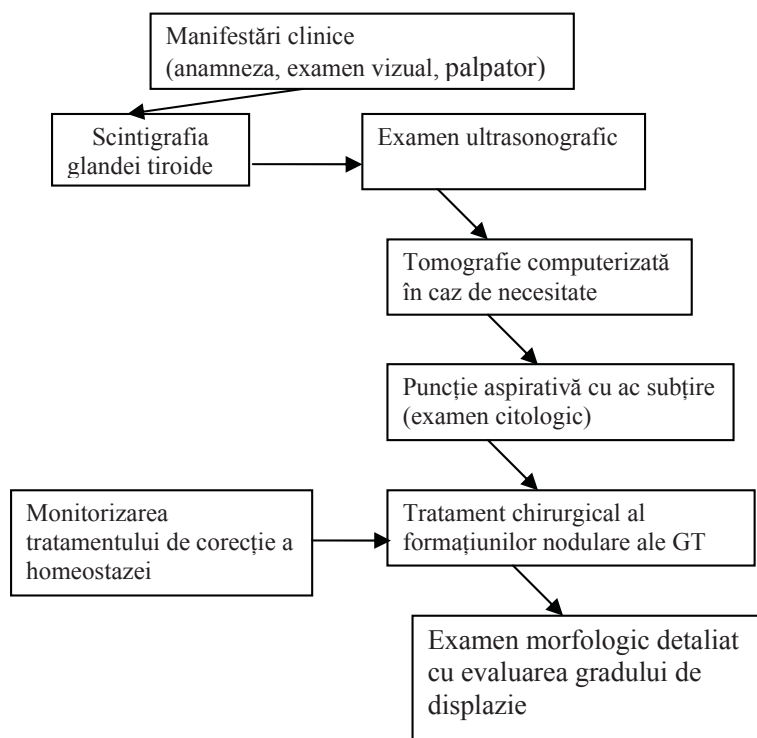 Manifestări clinice
(anamneza, examen vizual, palpator)
Scintigrafia
glandei tiroide
Examen ultrasonografic
Tomografie computerizată
în caz de necesitate
Puncție aspirativă cu ac subțire
(examen citologic)
Monitorizarea
tratamentului de corecție a
homeostazei
Tratament chirurgical al
formațiunilor nodulare ale GT
Examen morfologic detaliat
cu evaluarea gradului de
displazie